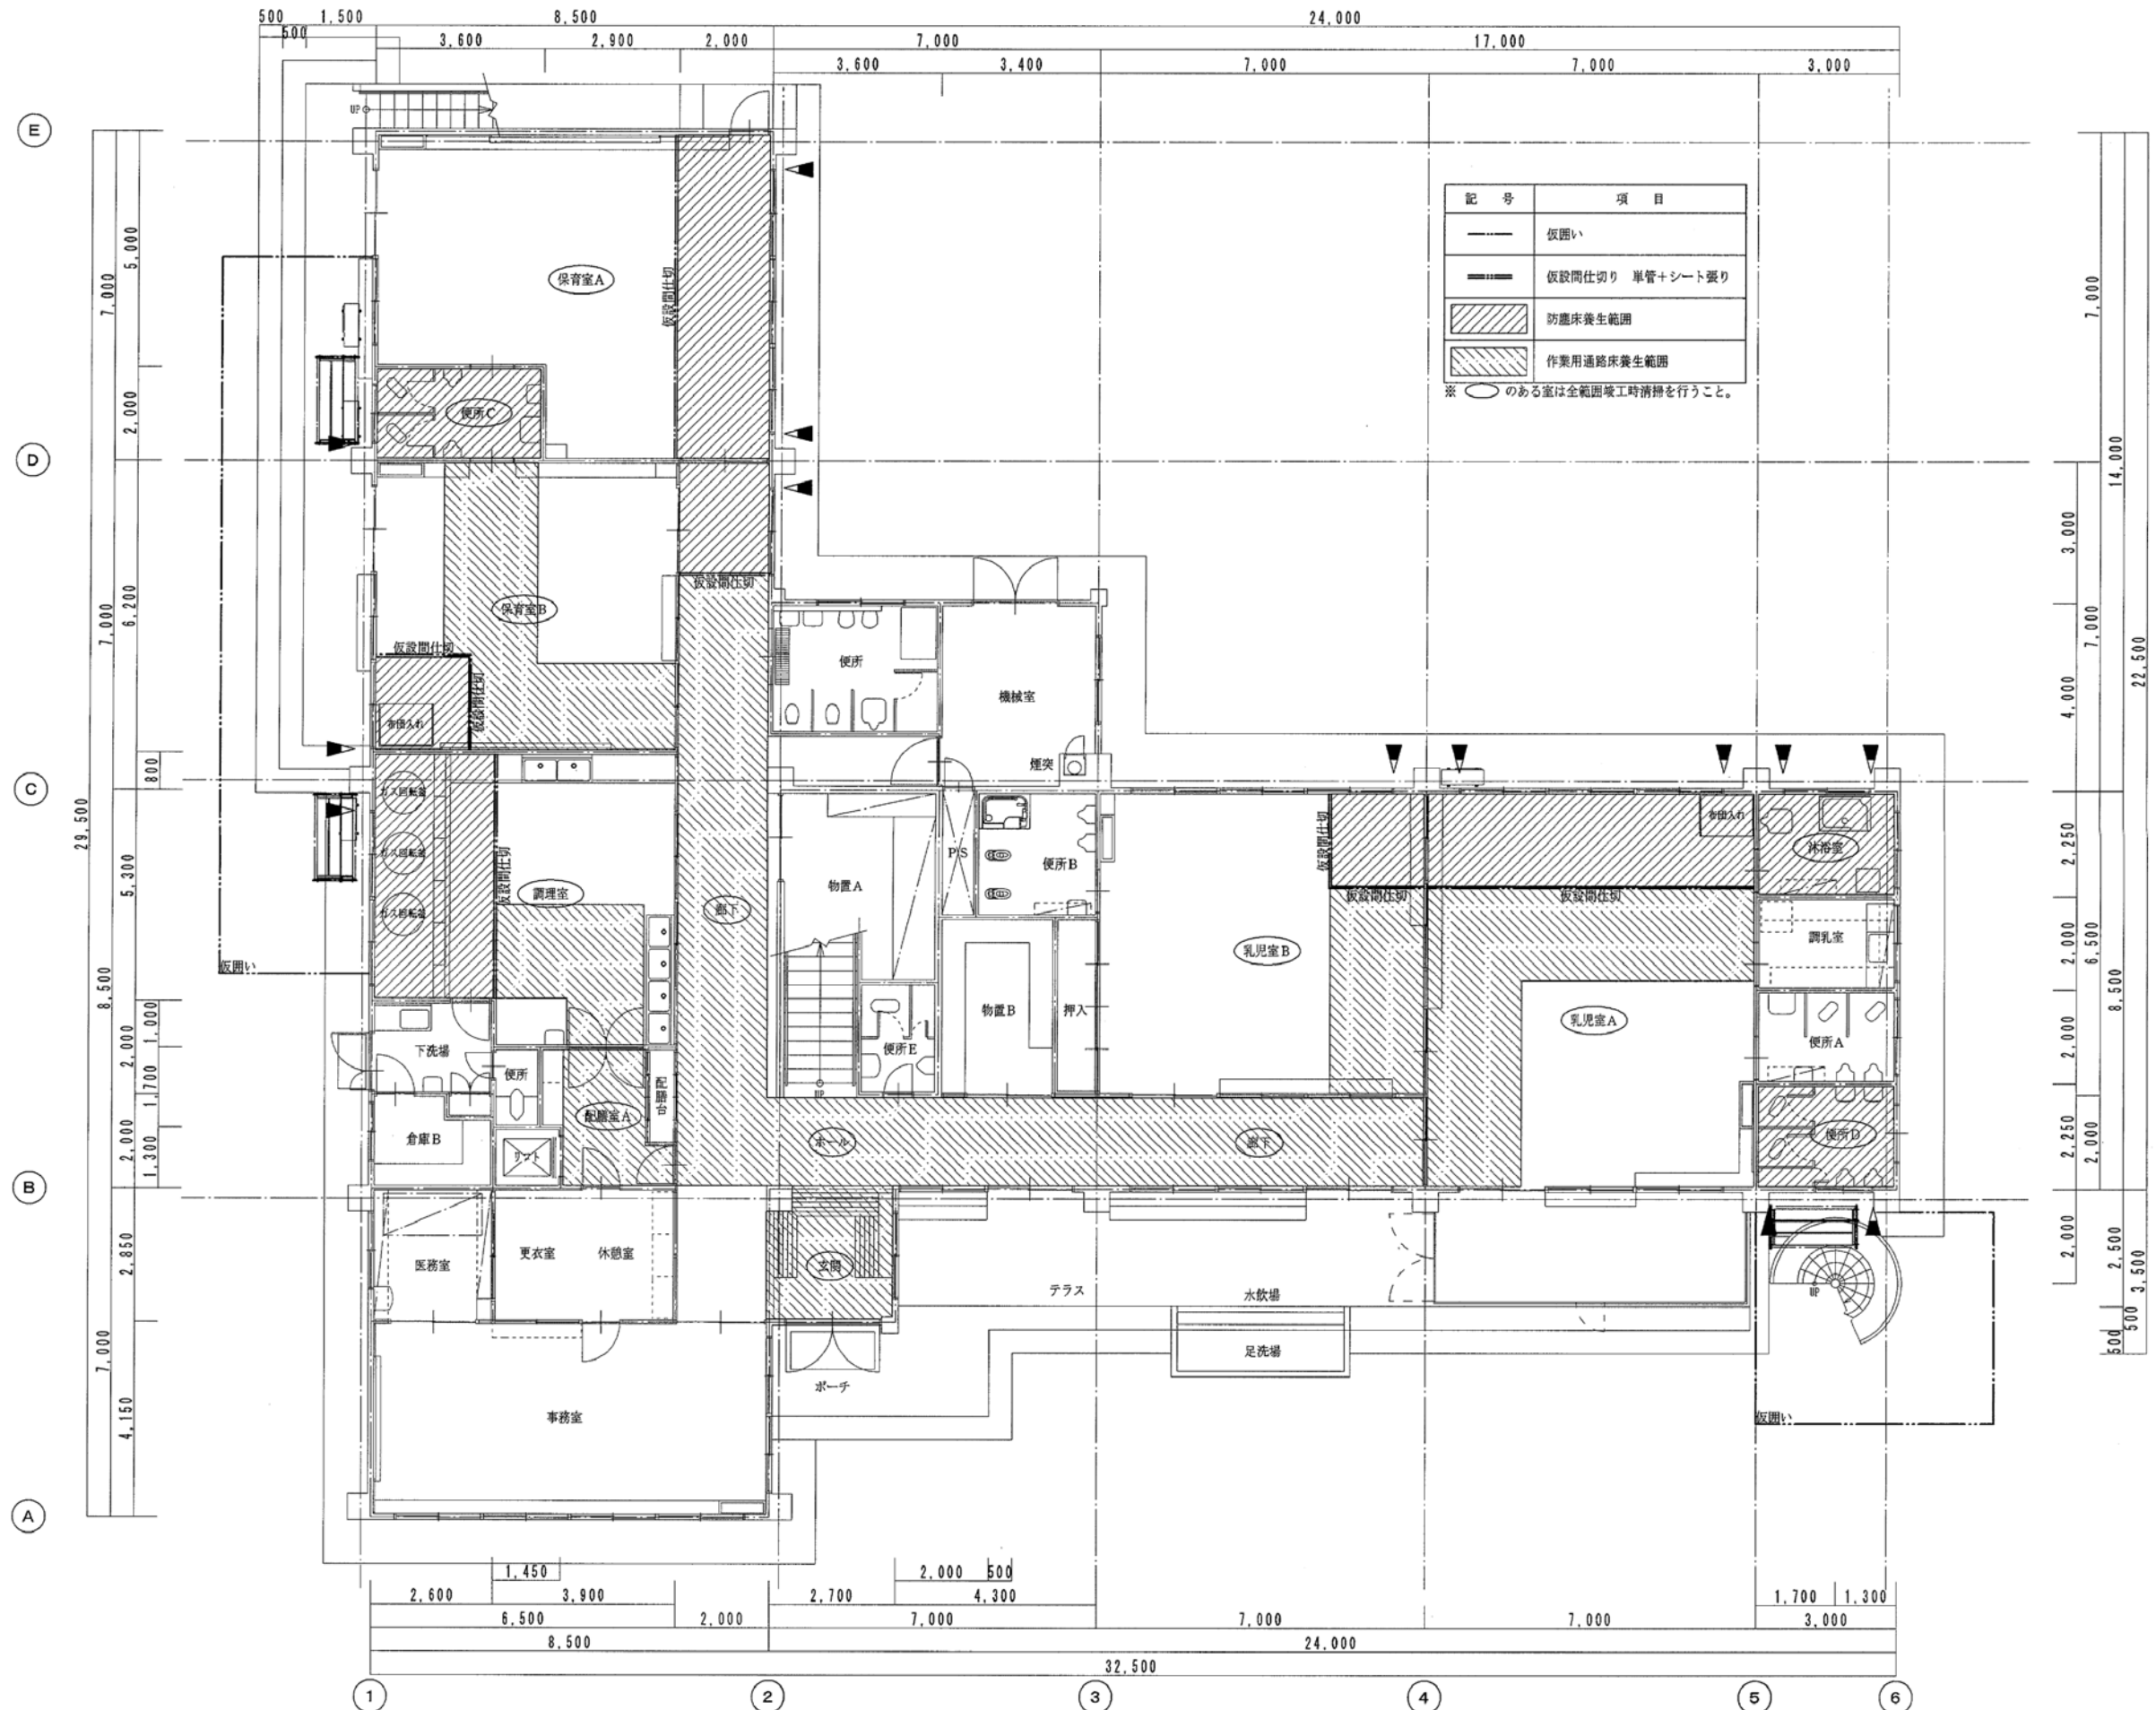 500 1,500 8,500 24,000
500 3,600 2,900 2,000 7,000 17,000
3,600 3,400 7,000 7,000 3,000
UP
E
記 号 項 目
仮囲い
仮設間仕切り 単管+シート張り
防塵床養生範囲
作業用通路床養生範囲
※ のある室は全範囲竣工時清掃を行うこと。
5,000
7,000
保育室A
仮設間仕切
7,000
2,000
便所C
14,000
D
3,000
6,200
7,000
保育室B
仮設間仕切
仮設間仕切
仮設間仕切
布団入れ
便所
機械室
煙突
7,000
4,000
22,500
800
C
29,500
ガス回転釜
ガス回転釜
ガス回転釜
仮設間仕切
調理室
廊下
物置A
PS
便所B
仮設間仕切
布団入れ
沐浴室
2,250
5,300
仮設間仕切
仮設間仕切
仮囲い
8,500
乳児室B
調乳室
2,000
6,500
8,500
1,000
2,000
物置B
押入
乳児室A
便所A
2,000
下洗場
便所
配膳台
便所E
UP
1,700
2,000
1,300
倉庫B
リフト
配膳室A
ホール
廊下
便所D
2,250
2,000
B
2,850
医務室
更衣室
休憩室
玄関
テラス
水飲場
UP
2,000
2,500
3,500
500
500
足洗場
ポーチ
7,000
4,150
事務室
仮囲い
A
1,450 2,000 500
2,600 3,900 2,700 4,300 1,700 1,300
6,500 2,000 7,000 7,000 7,000 3,000
8,500 24,000
32,500
1 2 3 4 5 6